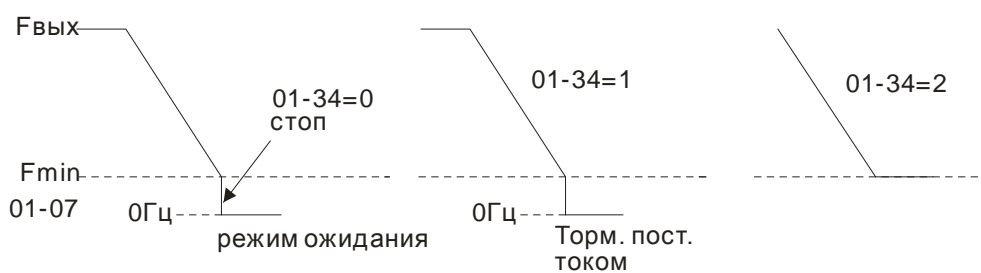 Fвых
01-34=0
стоп
01-34=1
01-34=2
Fmin
01-07
0Гц
режим ожидания
0Гц
Торм. пост.
током